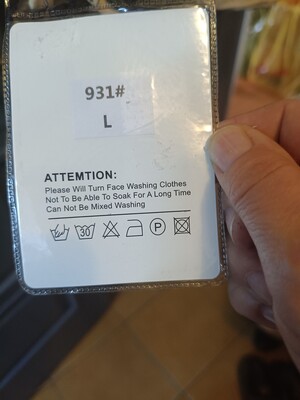 931#
L
ATTEMTION:
Please Will Turn Face Washing Clothes
Not To Be Able To Soak For A Long Time
Can Not Be Mixed Washing
P